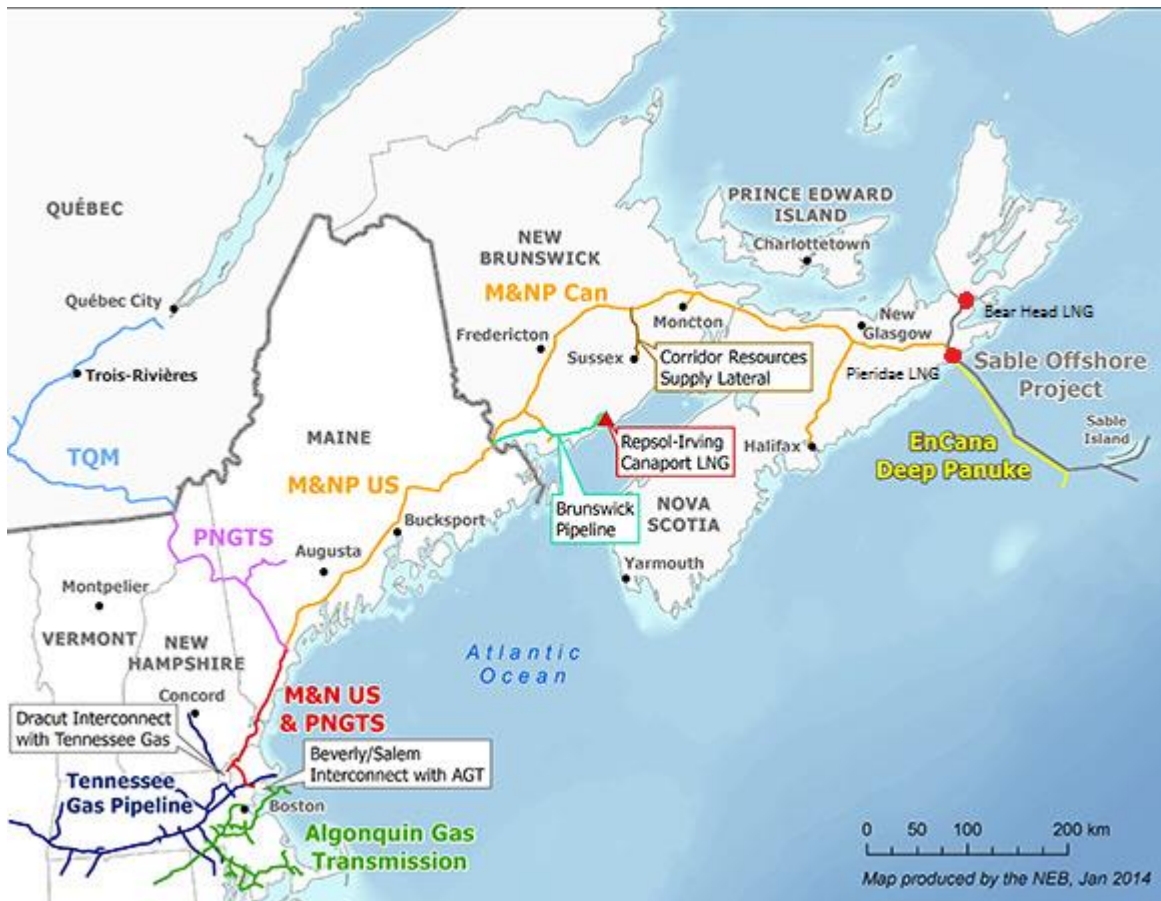 QUÉBEC
PRINCE EDWARD
ISLAND
Charlottetown
NEW
BRUNSWICK
M&NP Can
Québec City
Moncton
New
Glasgow
Bear Head LNG
Fredericton
Sussex
Corridor Resources
Supply Lateral
Pieridae LNG
Sable Offshore
Project
Trois-Rivières
Sable
Island
MAINE
Repsol-Irving
Canaport LNG
Halifax
EnCana
Deep Panuke
TQM
M&NP US
Brunswick
Pipeline
NOVA
SCOTIA
Bucksport
PNGTS
Augusta
Yarmouth
Montpelier
VERMONT
NEW
HAMPSHIRE
Atlantic
Ocean
Concord
M&N US
& PNGTS
Dracut Interconnect
with Tennessee Gas
Beverly/Salem
Interconnect with AGT
Tennessee
Gas Pipeline
Boston
Algonquin Gas
Transmission
0 50 100 200 km
Map produced by the NEB, Jan 2014